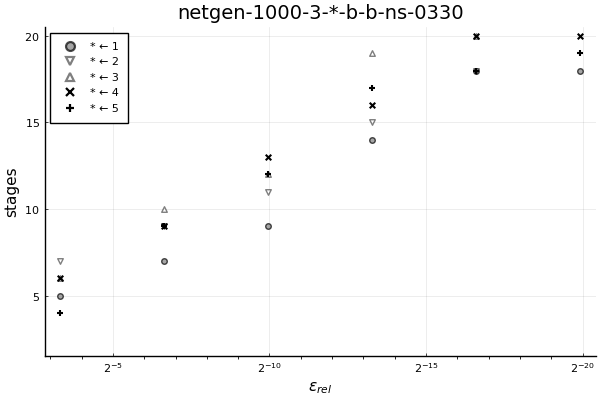 netgen-1000-3-*-b-b-ns-0330
* ← 1
* ← 2
* ← 3
* ← 4
* ← 5
20
15
10
5
stages
2⁻⁵
2⁻¹⁰
2⁻¹⁵
2⁻²⁰
εᵣₑₗ